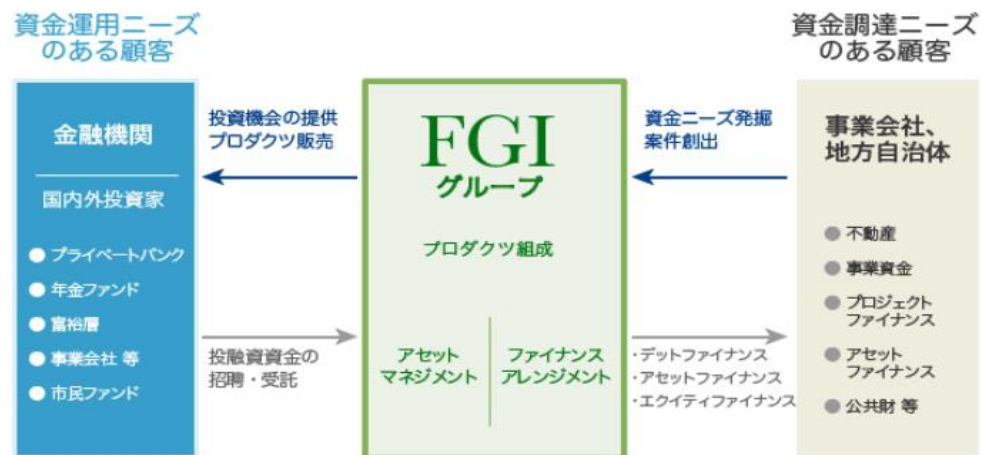 資金運用ニーズ
のある顧客
金融機関
国内外投資家
プライベートバンク
年金ファンド
富裕層
事業会社 等
市民ファンド
投資機会の提供
プロダクツ販売
投融資資金の
招聘・受託
FGI
グループ
プロダクツ組成
アセット
マネジメント
ファイナンス
アレンジメント
資金ニーズ発掘
案件創出
・デットファイナンス
・アセットファイナンス
・エクイティファイナンス
資金調達ニーズ
のある顧客
事業会社、
地方自治体
不動産
事業資金
プロジェクト
ファイナンス
アセット
ファイナンス
公共財 等